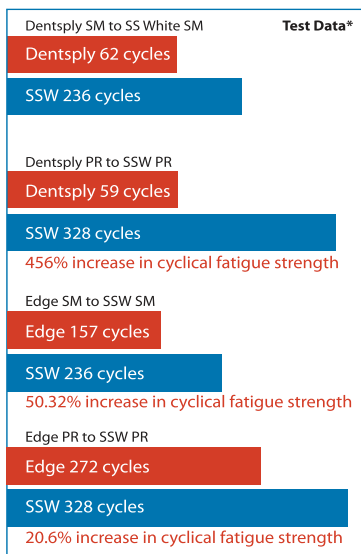 Dentsply SM to SS White SM
Test Data*
Dentsply 62 cycles
SSW 236 cycles
Dentsply PR to SSW PR
Dentsply 59 cycles
SSW 328 cycles
456% increase in cyclical fatigue strength
Edge SM to SSW SM
Edge 157 cycles
SSW 236 cycles
50.32% increase in cyclical fatigue strength
Edge PR to SSW PR
Edge 272 cycles
SSW 328 cycles
20.6% increase in cyclical fatigue strength